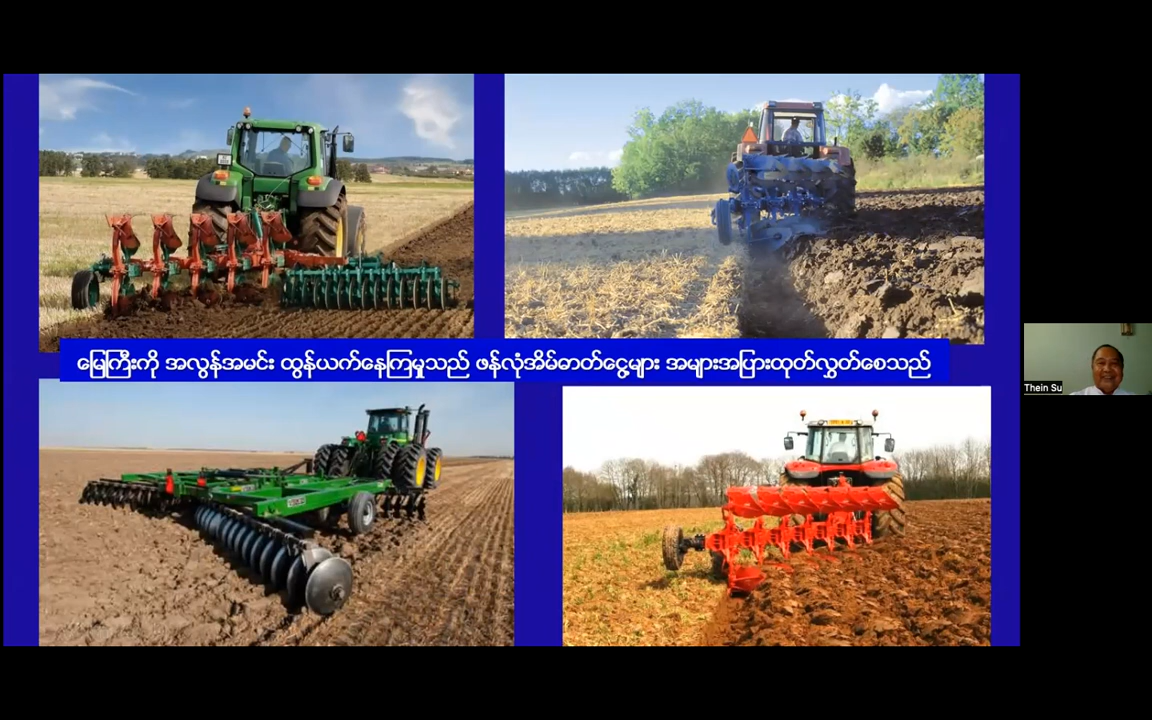 မြေကြီးကို အလွန်အမင်း ထွန်ယက်နေကြမှုသည် ဖန်လုံအိမ်ဓာတ်ငွေ့များ အများအပြားထုတ်လွှတ်စေသည်
Thein Su